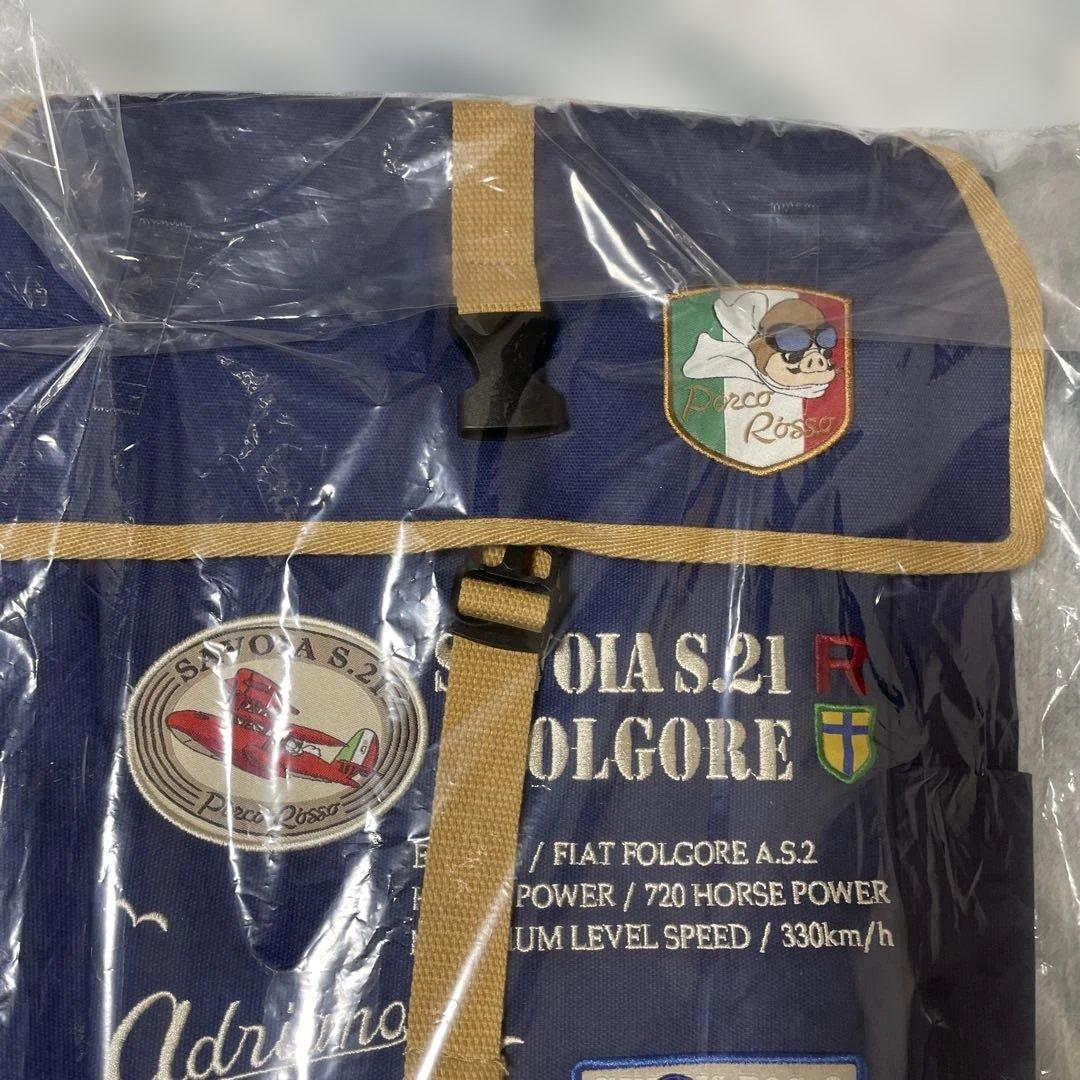 Porco
Rosso
SAVOIA S.21
Porco Rosso
S OIA S.21 R
OLGORE
E / FIAT FOLGORE A.S.2
H POWER / 720 HORSE POWER
M UM LEVEL SPEED / 330km/h
adriano